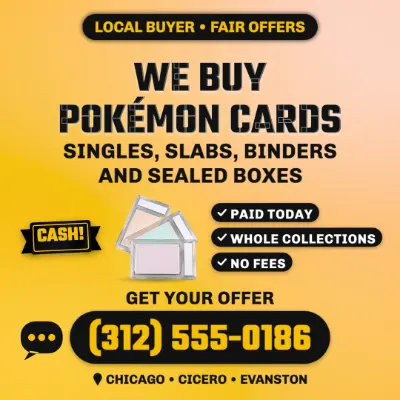 LOCAL BUYER • FAIR OFFERS
WE BUY
POKÉMON CARDS
SINGLES, SLABS, BINDERS
AND SEALED BOXES
CASH!
PAID TODAY
WHOLE COLLECTIONS
NO FEES
GET YOUR OFFER
(312) 555-0186
CHICAGO • CICERO • EVANSTON